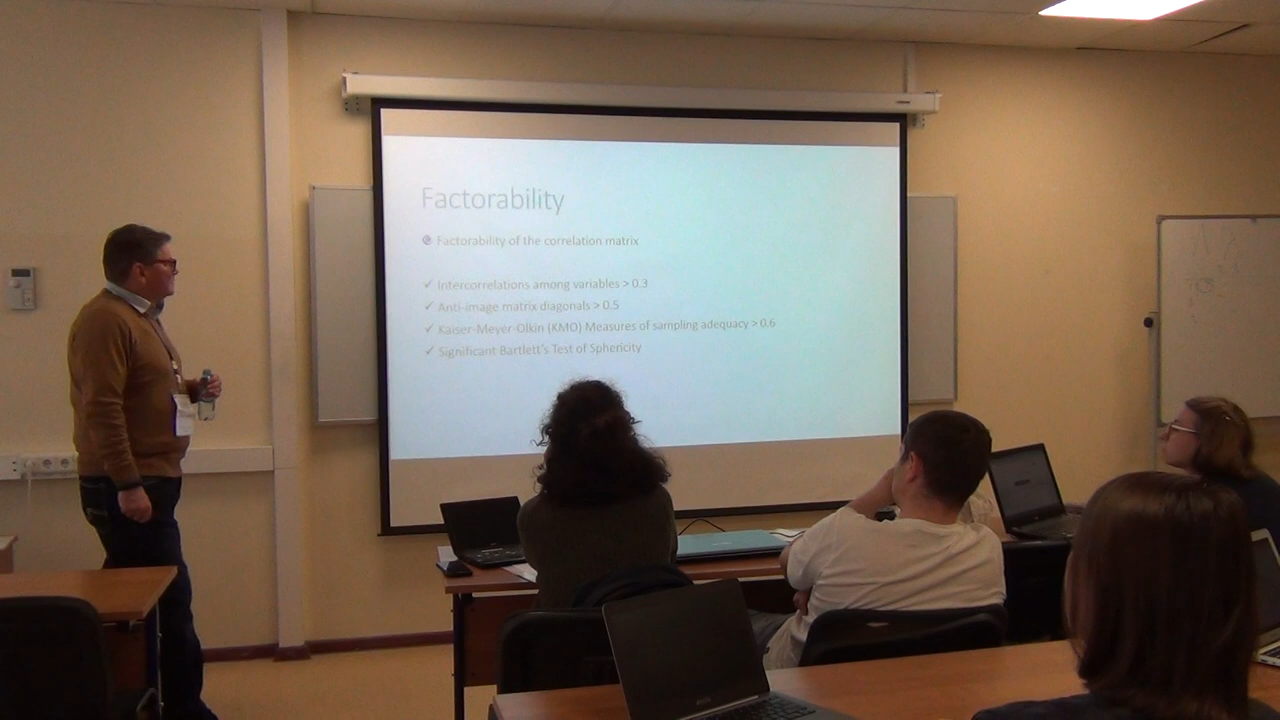 Factorability
Factorability of the correlation matrix
✓ Intercorrelations among variables > 0.3
✓ Anti-image matrix diagonals > 0.5
✓ Kaiser-Meyer-Olkin (KMO) Measures of sampling adequacy > 0.6
✓ Significant Bartlett's Test of Sphericity